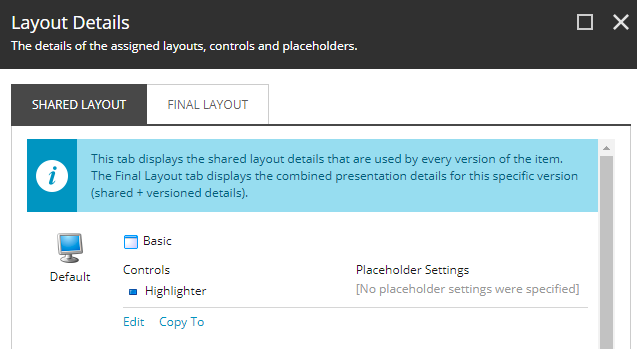 Layout Details
The details of the assigned layouts, controls and placeholders.
SHARED LAYOUT
FINAL LAYOUT
This tab displays the shared layout details that are used by every version of the item.
The Final Layout tab displays the combined presentation details for this specific version
(shared + versioned details).
Default
Basic
Controls
Highlighter
Placeholder Settings
[No placeholder settings were specified]
Edit Copy To